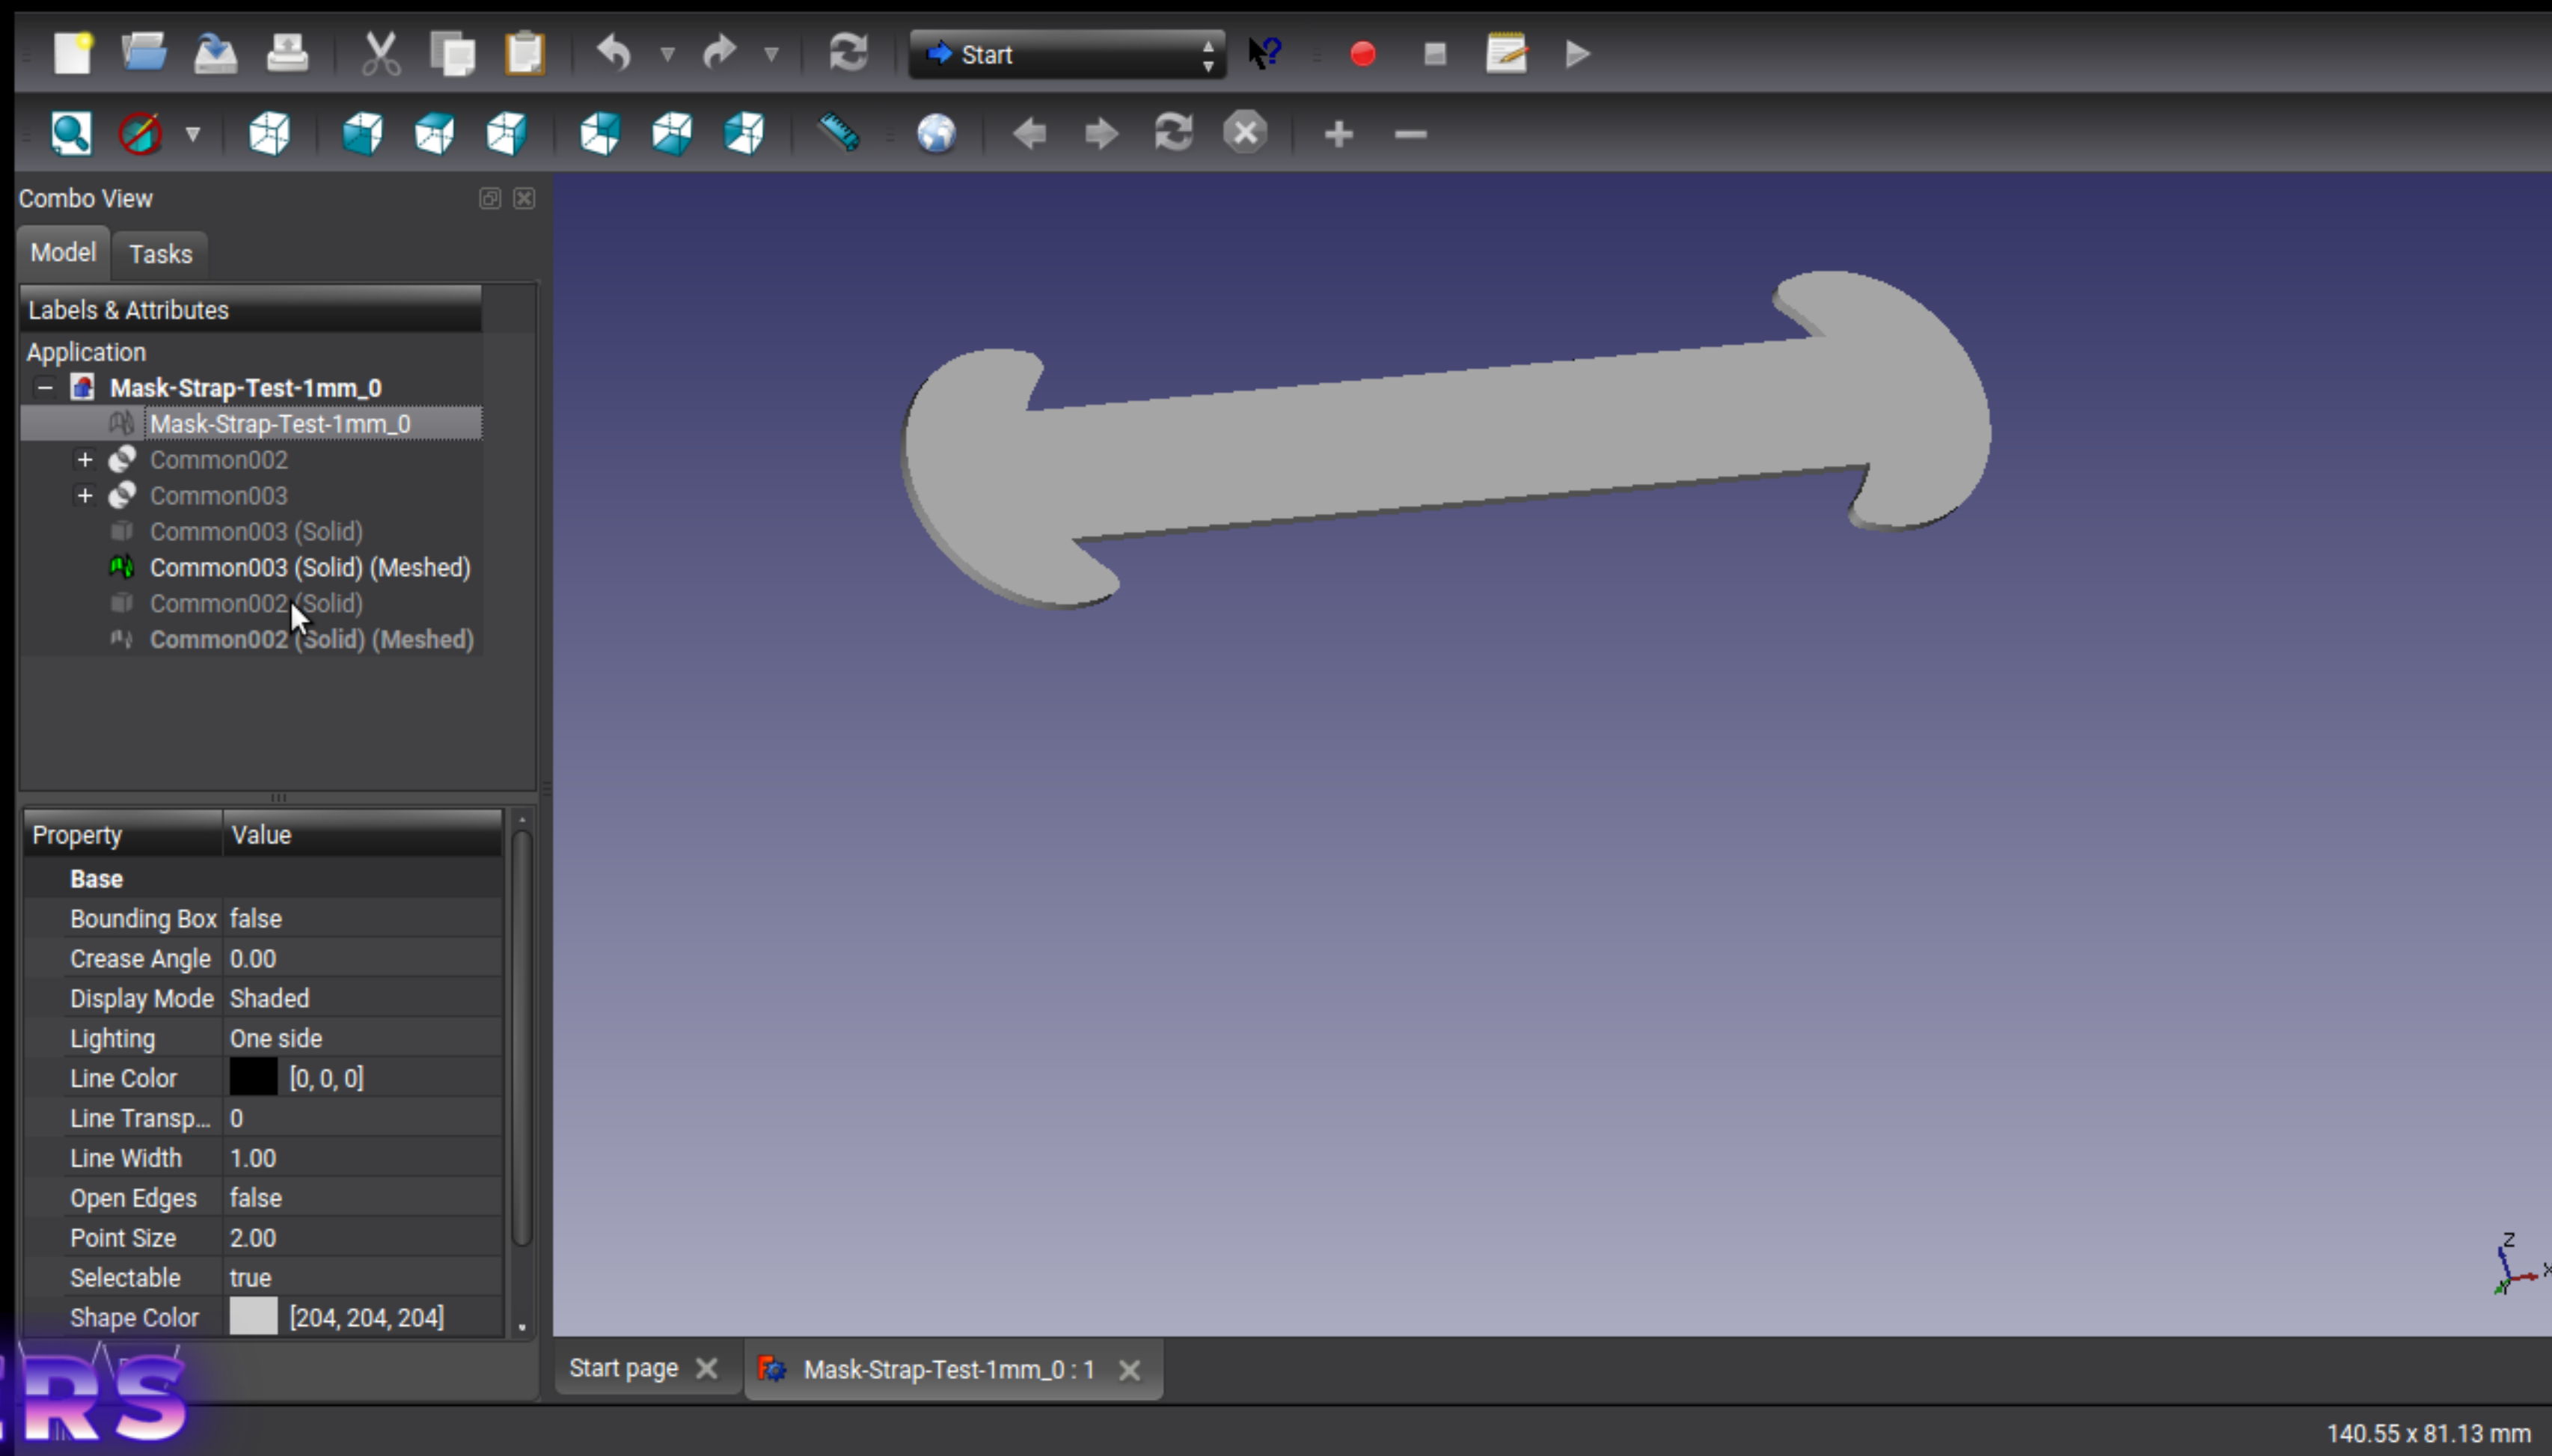 Start
Combo View
Model Tasks
Labels & Attributes
Application
Mask-Strap-Test-1mm_0
Mask-Strap-Test-1mm_0
Common002
Common003
Common003 (Solid)
Common003 (Solid) (Meshed)
Common002 (Solid)
Common002 (Solid) (Meshed)
Property Value
Base
Bounding Box false
Crease Angle 0.00
Display Mode Shaded
Lighting One side
Line Color [0, 0, 0]
Line Transp... 0
Line Width 1.00
Open Edges false
Point Size 2.00
Selectable true
Shape Color [204, 204, 204]
Z
X
Y
ERS
Start page Mask-Strap-Test-1mm_0 : 1
140.55 x 81.13 mm